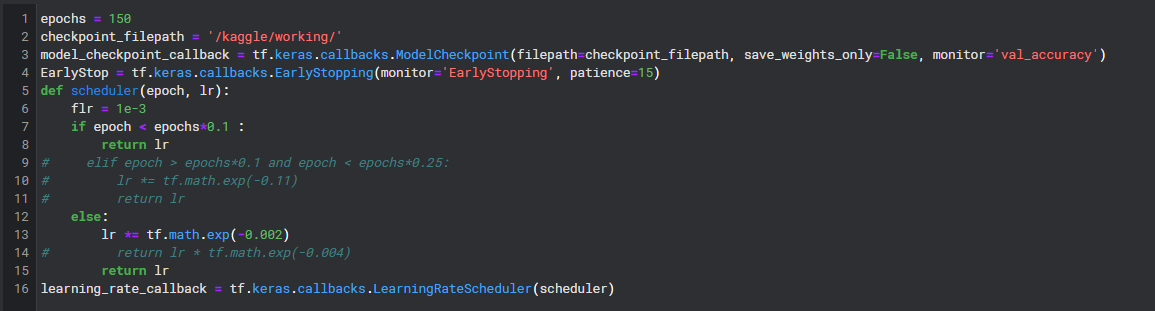 1 epochs = 150
2 checkpoint_filepath = '/kaggle/working/'
3 model_checkpoint_callback = tf.keras.callbacks.ModelCheckpoint(filepath=checkpoint_filepath, save_weights_only=False, monitor='val_accuracy')
4 EarlyStop = tf.keras.callbacks.EarlyStopping(monitor='EarlyStopping', patience=15)
5 def scheduler(epoch, lr):
6     flr = 1e-3
7     if epoch < epochs*0.1 :
8         return lr
9 #     elif epoch > epochs*0.1 and epoch < epochs*0.25:
10 #         lr *= tf.math.exp(-0.11)
11 #         return lr
12     else:
13         lr *= tf.math.exp(-0.002)
14 #         return lr * tf.math.exp(-0.004)
15         return lr
16 learning_rate_callback = tf.keras.callbacks.LearningRateScheduler(scheduler)